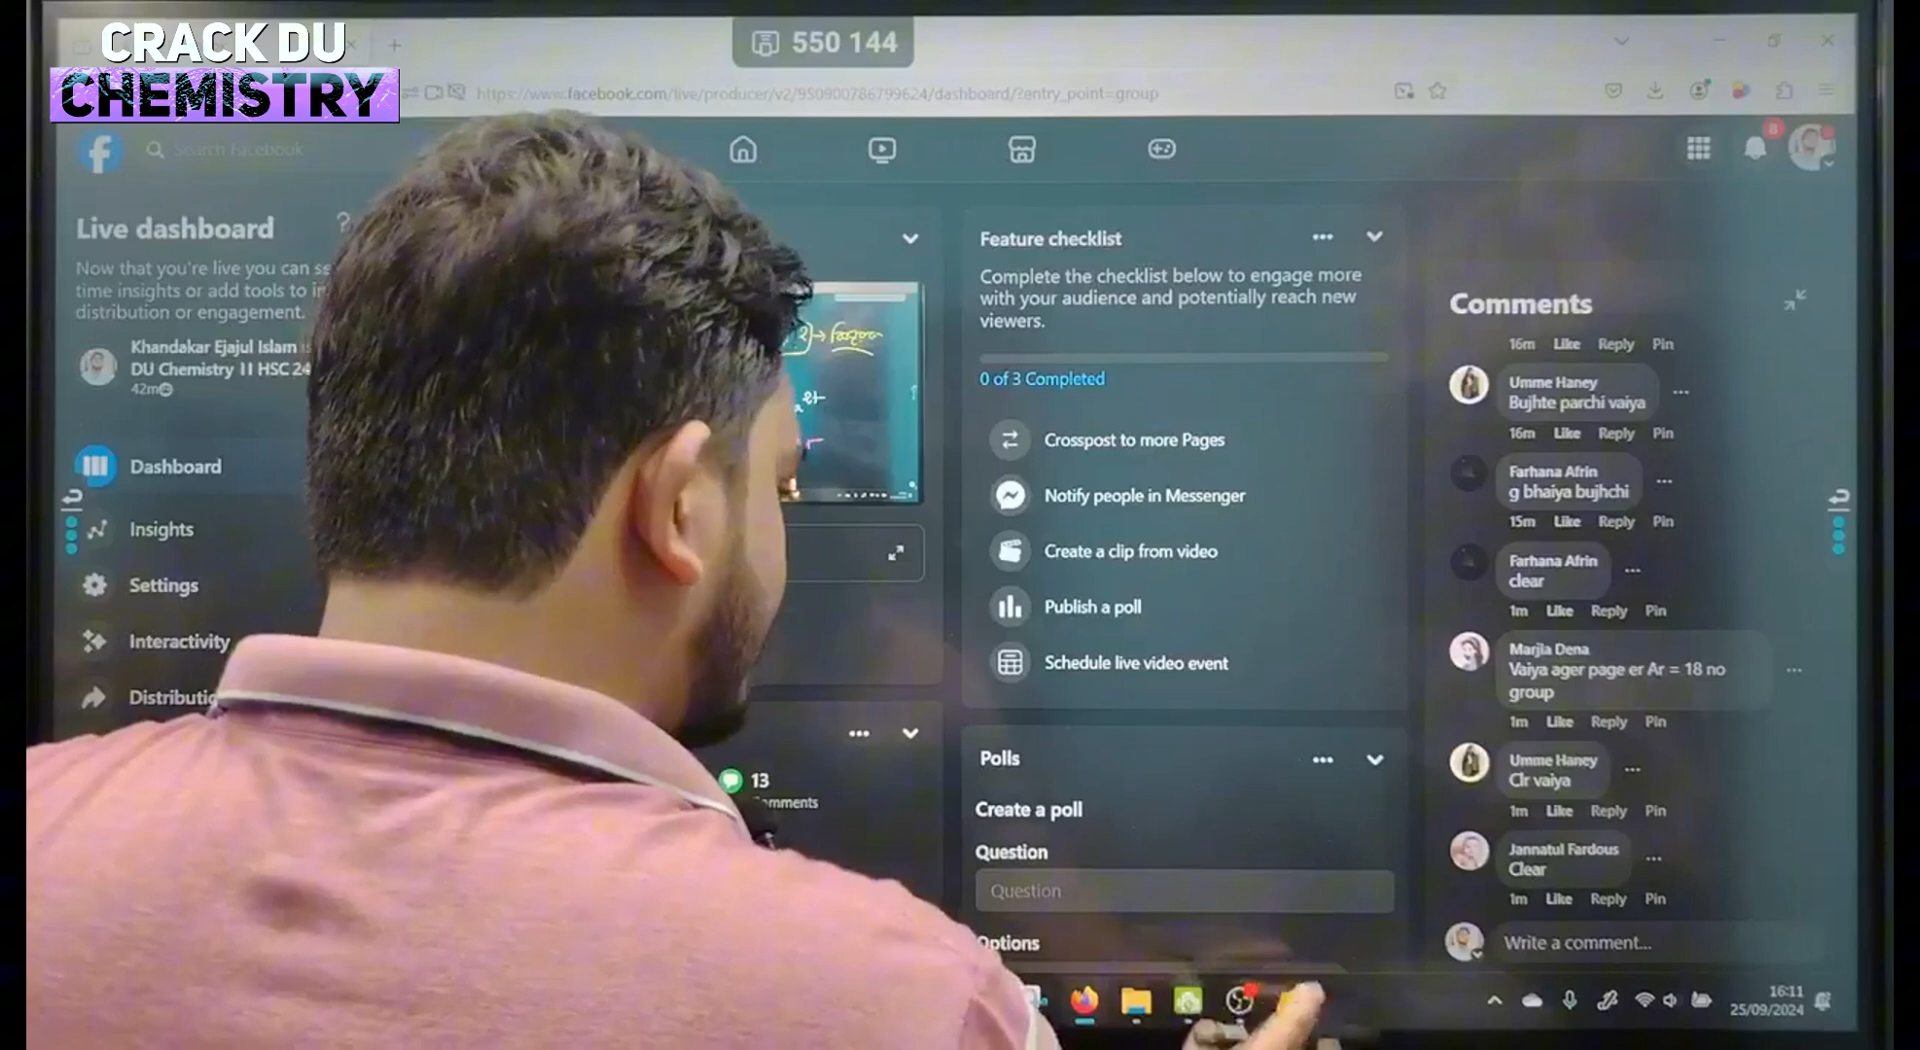 CRACK DU
CHEMISTRY
550 144
https://www.facebook.com/live/producer/v2/950900786799624/dashboard/?entry_point=group
Search Facebook
8
Live dashboard
?
Now that you're live you can se
time insights or add tools to in
distribution or engagement.
Khandakar Ejajul Islam
DU Chemistry II HSC 24
42m
Dashboard
Insights
Settings
Interactivity
Distributio
13
Feature checklist
Complete the checklist below to engage more
with your audience and potentially reach new
viewers.
0 of 3 Completed
Crosspost to more Pages
Notify people in Messenger
Create a clip from video
Publish a poll
Schedule live video event
Polls
Create a poll
Question
Question
Options
Comments
16m Like Reply Pin
Umme Haney
Bujhte parchi vaiya
16m Like Reply Pin
Farhana Afrin
g bhaiya bujhchi
15m Like Reply Pin
Farhana Afrin
clear
1m Like Reply Pin
Marjia Dena
Vaiya ager page er Ar = 18 no
group
1m Like Reply Pin
Umme Haney
Clr vaiya
1m Like Reply Pin
Jannatul Fardous
Clear
1m Like Reply Pin
Write a comment...
16:11
25/09/2024